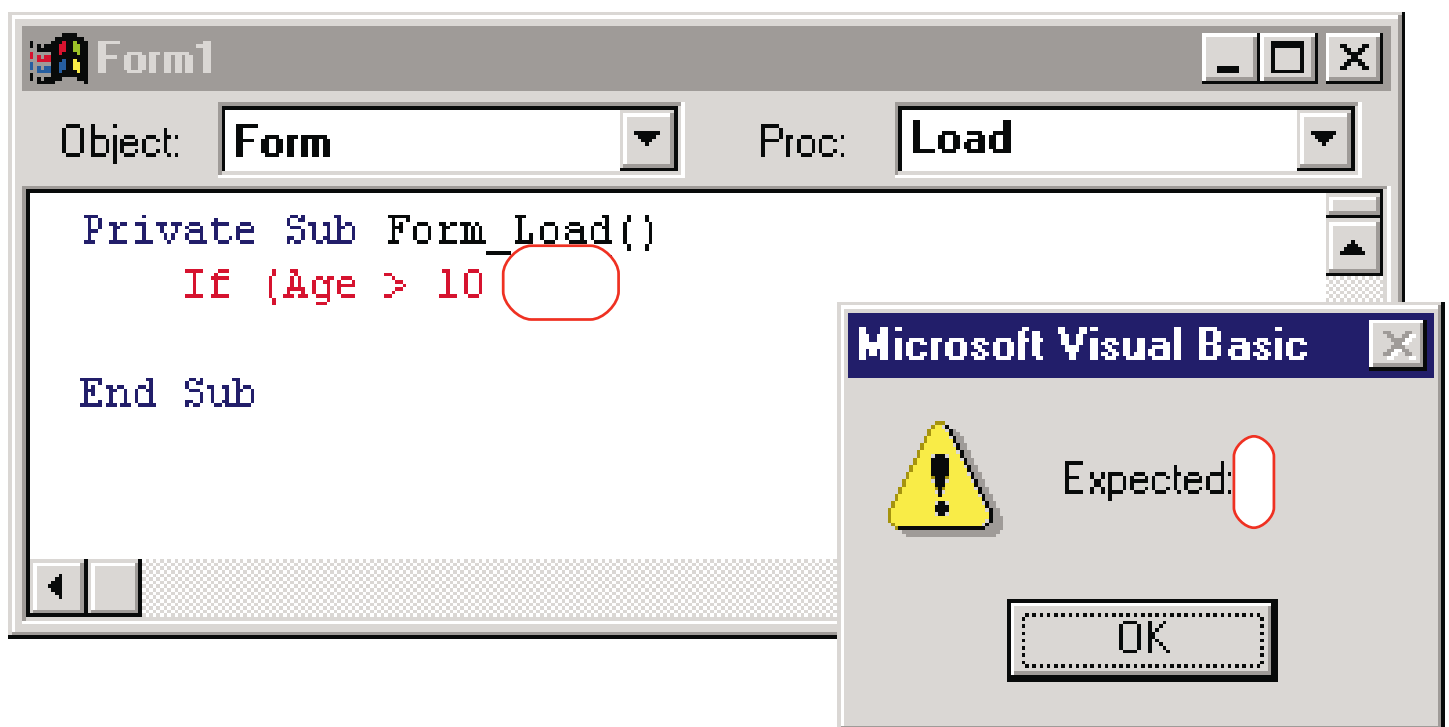 Form1
Object: Form Proc: Load
Private Sub Form_Load()
If (Age > 10
End Sub
Microsoft Visual Basic
Expected:
OK